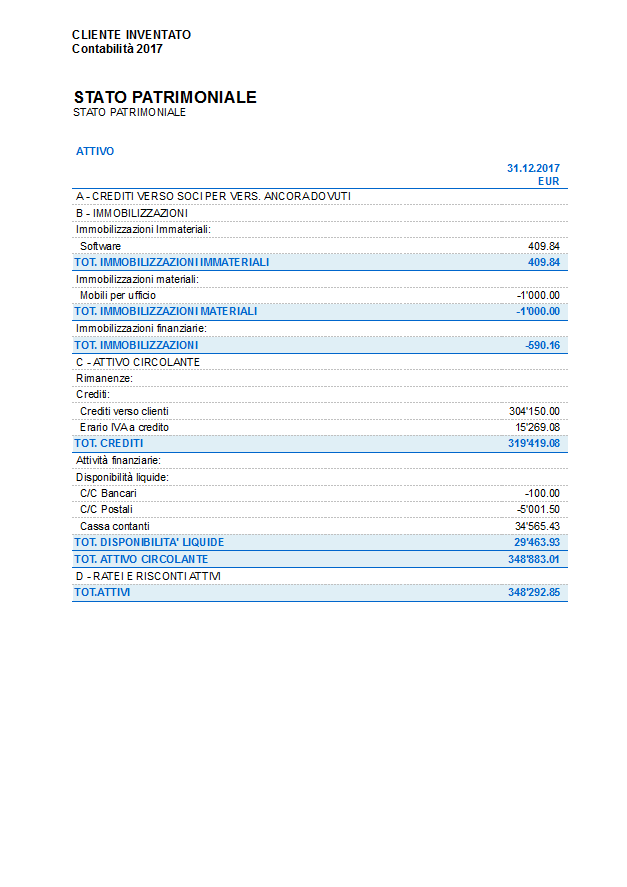 CLIENTE INVENTATO
Contabilità 2017
STATO PATRIMONIALE
STATO PATRIMONIALE
ATTIVO
31.12.2017
EUR
A - CREDITI VERSO SOCI PER VERS. ANCORA DOVUTI
B - IMMOBILIZZAZIONI
Immobilizzazioni Immateriali:
Software 409.84
TOT. IMMOBILIZZAZIONI IMMATERIALI 409.84
Immobilizzazioni materiali:
Mobili per ufficio -1'000.00
TOT. IMMOBILIZZAZIONI MATERIALI -1'000.00
Immobilizzazioni finanziarie:
TOT. IMMOBILIZZAZIONI -590.16
C - ATTIVO CIRCOLANTE
Rimanenze:
Crediti:
Crediti verso clienti 304'150.00
Erario IVA a credito 15'269.08
TOT. CREDITI 319'419.08
Attività finanziarie:
Disponibilità liquide:
C/C Bancari -100.00
C/C Postali -5'001.50
Cassa contanti 34'565.43
TOT. DISPONIBILITA' LIQUIDE 29'463.93
TOT. ATTIVO CIRCOLANTE 348'883.01
D - RATEI E RISCONTI ATTIVI
TOT.ATTIVI 348'292.85